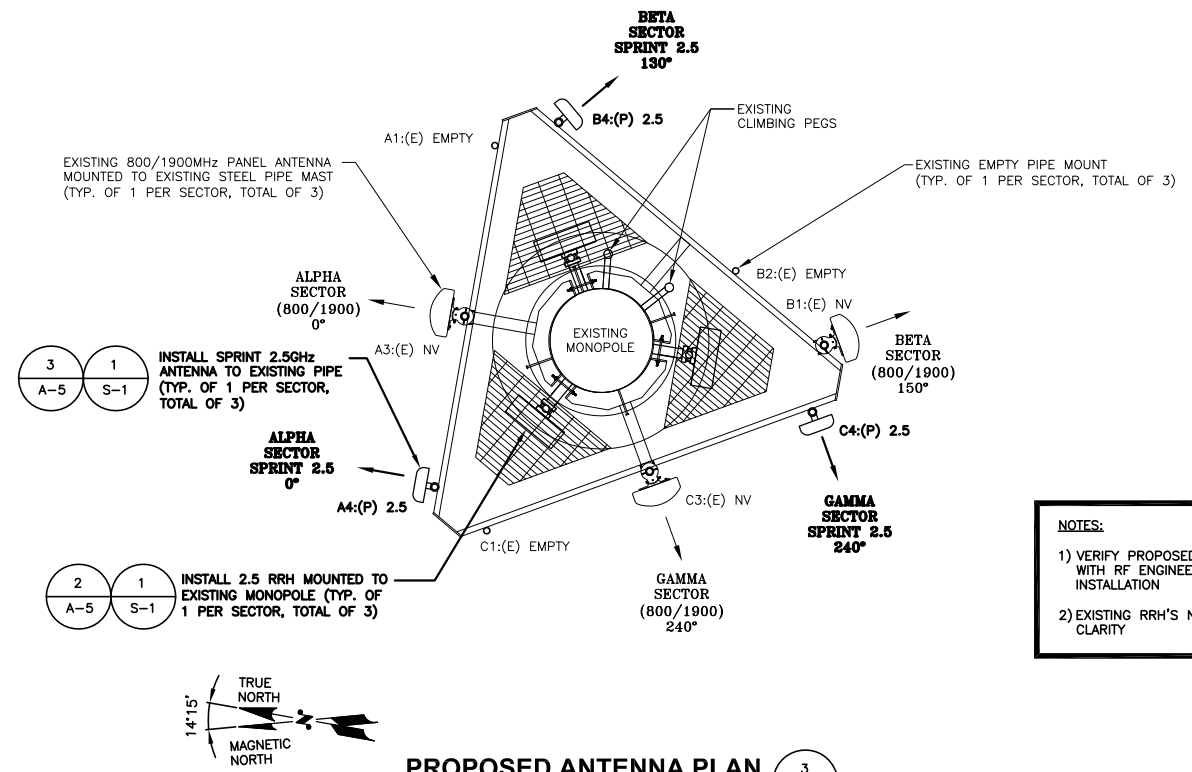 BETA
SECTOR
SPRINT 2.5
130°
B4:(P) 2.5
EXISTING
CLIMBING PEGS
A1:(E) EMPTY
EXISTING 800/1900MHz PANEL ANTENNA
MOUNTED TO EXISTING STEEL PIPE MAST
(TYP. OF 1 PER SECTOR, TOTAL OF 3)
EXISTING EMPTY PIPE MOUNT
(TYP. OF 1 PER SECTOR, TOTAL OF 3)
ALPHA
SECTOR
(800/1900)
0°
B2:(E) EMPTY
B1:(E) NV
EXISTING
MONOPOLE
A3:(E) NV
BETA
SECTOR
(800/1900)
150°
3
A-5
1
S-1
INSTALL SPRINT 2.5GHz
ANTENNA TO EXISTING PIPE
(TYP. OF 1 PER SECTOR,
TOTAL OF 3)
C4:(P) 2.5
ALPHA
SECTOR
SPRINT 2.5
0°
A4:(P) 2.5
C3:(E) NV
GAMMA
SECTOR
SPRINT 2.5
240°
C1:(E) EMPTY
2
A-5
1
S-1
INSTALL 2.5 RRH MOUNTED TO
EXISTING MONOPOLE (TYP. OF
1 PER SECTOR, TOTAL OF 3)
GAMMA
SECTOR
(800/1900)
240°
NOTES:
1) VERIFY PROPOSED
WITH RF ENGINEE
INSTALLATION
2) EXISTING RRH'S N
CLARITY
14°15'
TRUE
NORTH
N
MAGNETIC
NORTH
PROPOSED ANTENNA PLAN
3